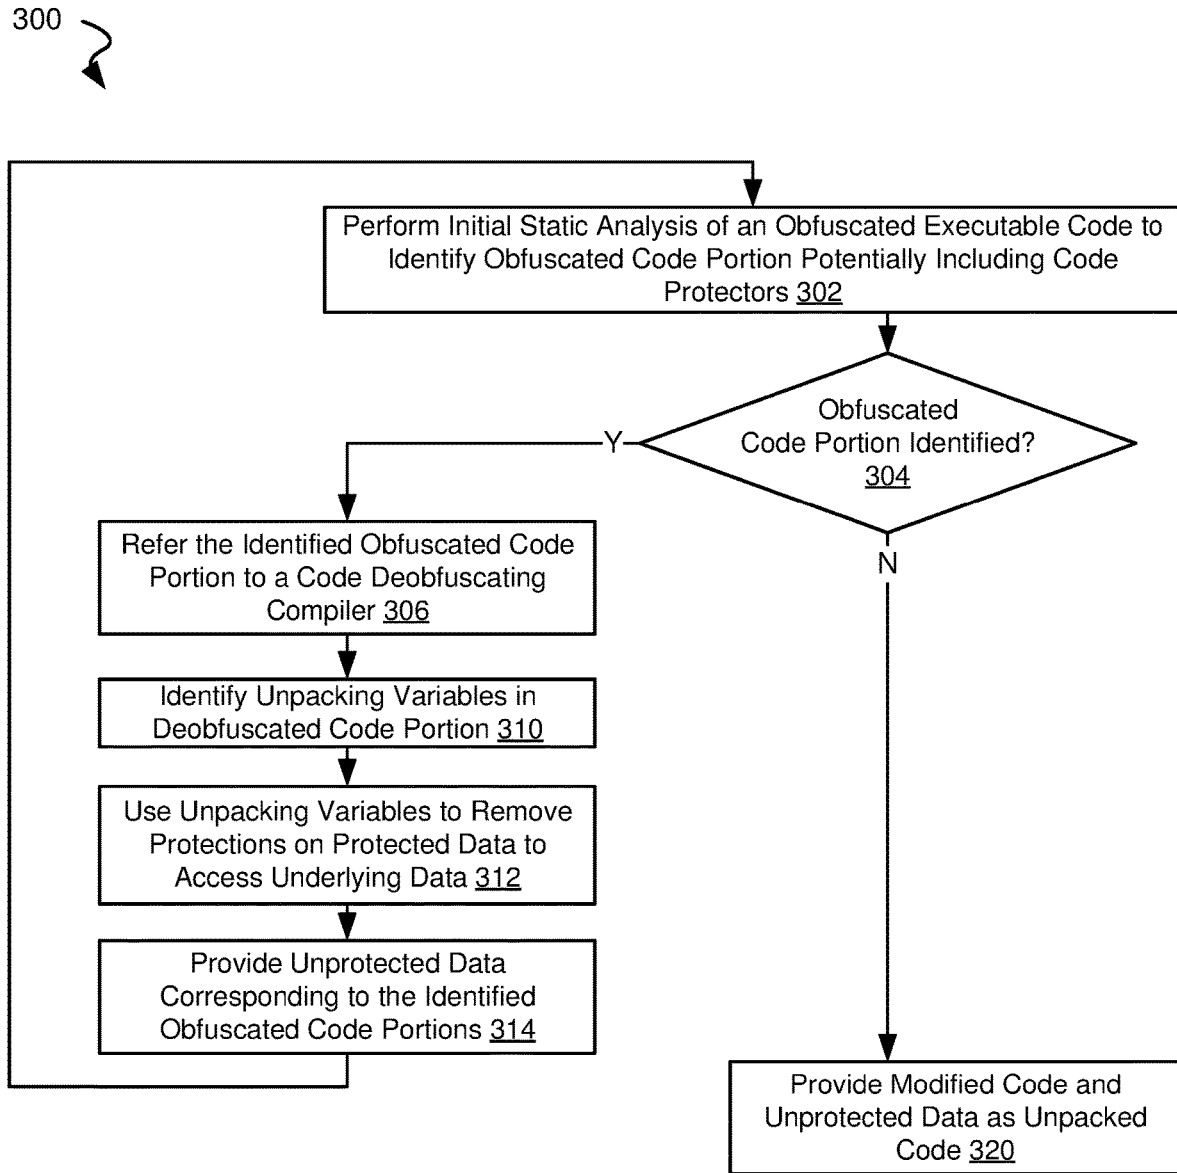 300
Perform Initial Static Analysis of an Obfuscated Executable Code to
Identify Obfuscated Code Portion Potentially Including Code
Protectors 302
Obfuscated
Code Portion Identified?
304
Y
N
Refer the Identified Obfuscated Code
Portion to a Code Deobfuscating
Compiler 306
Identify Unpacking Variables in
Deobfuscated Code Portion 310
Use Unpacking Variables to Remove
Protections on Protected Data to
Access Underlying Data 312
Provide Unprotected Data
Corresponding to the Identified
Obfuscated Code Portions 314
Provide Modified Code and
Unprotected Data as Unpacked
Code 320